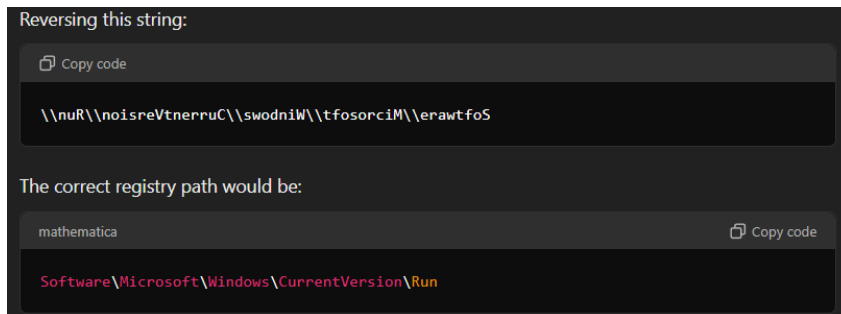 Reversing this string:
Copy code
\\nuR\\noisreVtnerruC\\swodniW\\tfosorciM\\erawtfoS
The correct registry path would be:
mathematica Copy code
Software\Microsoft\Windows\CurrentVersion\Run